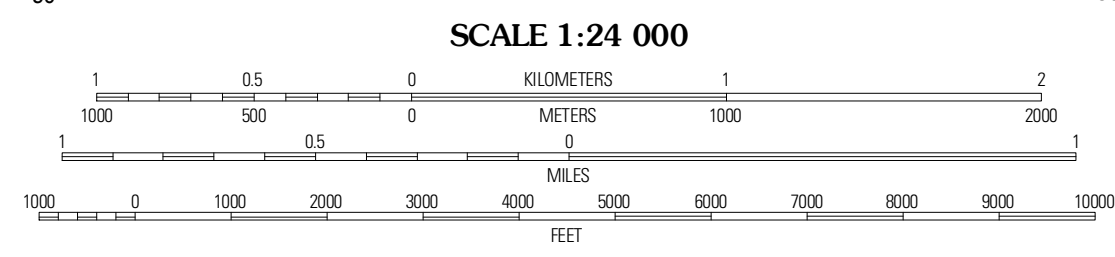 SCALE 1:24 000
1 0.5 0 KILOMETERS 1 2
1000 500 0 METERS 1000 2000
1 0.5 0 1
MILES
1000 0 1000 2000 3000 4000 5000 6000 7000 8000 9000 10000
FEET